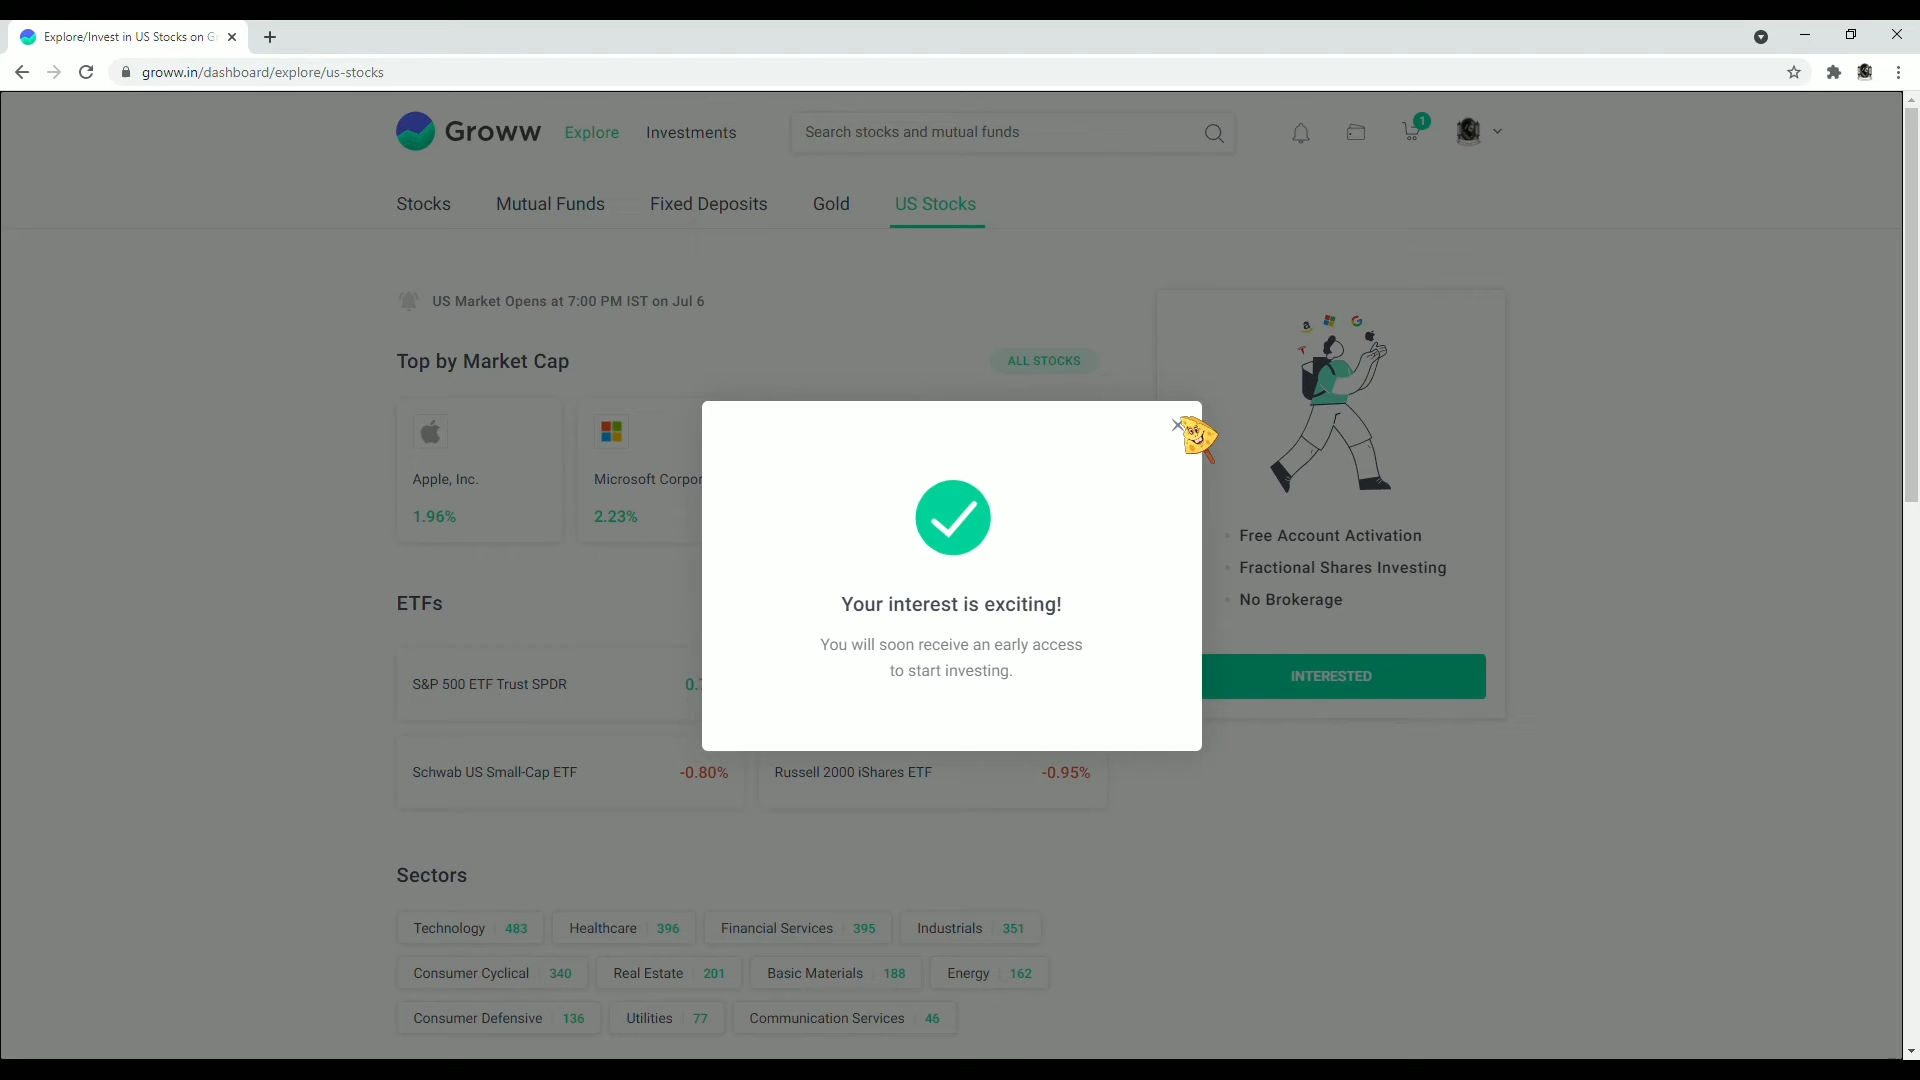 Explore/Invest in US Stocks on Gr
groww.in/dashboard/explore/us-stocks
Groww
Explore
Investments
Search stocks and mutual funds
1
Stocks
Mutual Funds
Fixed Deposits
Gold
US Stocks
US Market Opens at 7:00 PM IST on Jul 6
Top by Market Cap
ALL STOCKS
Apple, Inc.
1.96%
Microsoft Corpor
2.23%
Your interest is exciting!
You will soon receive an early access
to start investing.
Free Account Activation
Fractional Shares Investing
No Brokerage
INTERESTED
ETFs
S&P 500 ETF Trust SPDR
Schwab US Small-Cap ETF
-0.80%
Russell 2000 iShares ETF
-0.95%
Sectors
Technology 483
Healthcare 396
Financial Services 395
Industrials 351
Consumer Cyclical 340
Real Estate 201
Basic Materials 188
Energy 162
Consumer Defensive 136
Utilities 77
Communication Services 46